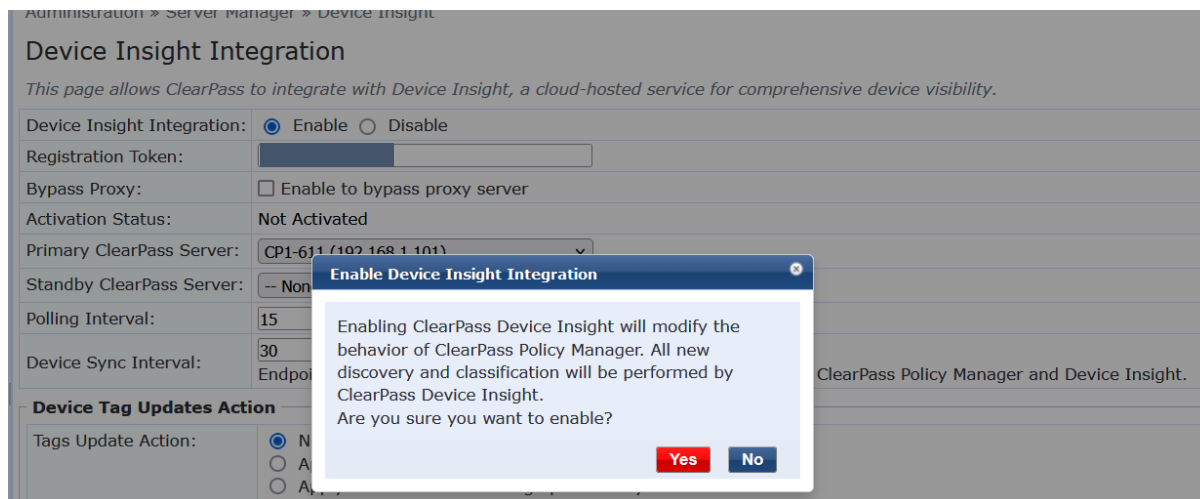 Administration » Server Manager » Device Insight
Device Insight Integration
This page allows ClearPass to integrate with Device Insight, a cloud-hosted service for comprehensive device visibility.
Device Insight Integration: Enable Disable
Registration Token:
Bypass Proxy: Enable to bypass proxy server
Activation Status: Not Activated
Primary ClearPass Server: CP1-611 (192.168.1.101)
Standby ClearPass Server: -- Non
Polling Interval: 15
Device Sync Interval: 30
Endpoi ClearPass Policy Manager and Device Insight.
Device Tag Updates Action
Tags Update Action: N
Enable Device Insight Integration
Enabling ClearPass Device Insight will modify the
behavior of ClearPass Policy Manager. All new
discovery and classification will be performed by
ClearPass Device Insight.
Are you sure you want to enable?
Yes No